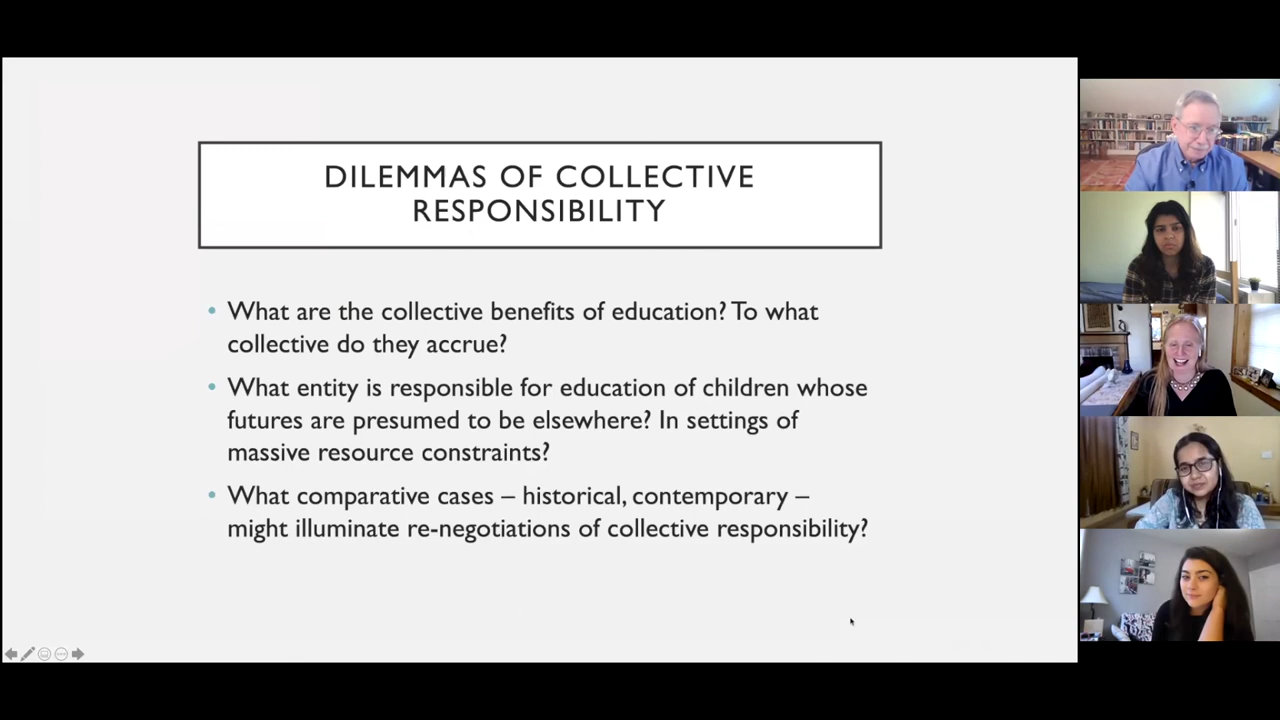 DILEMMAS OF COLLECTIVE
RESPONSIBILITY
• What are the collective benefits of education? To what
collective do they accrue?
• What entity is responsible for education of children whose
futures are presumed to be elsewhere? In settings of
massive resource constraints?
• What comparative cases – historical, contemporary –
might illuminate re-negotiations of collective responsibility?